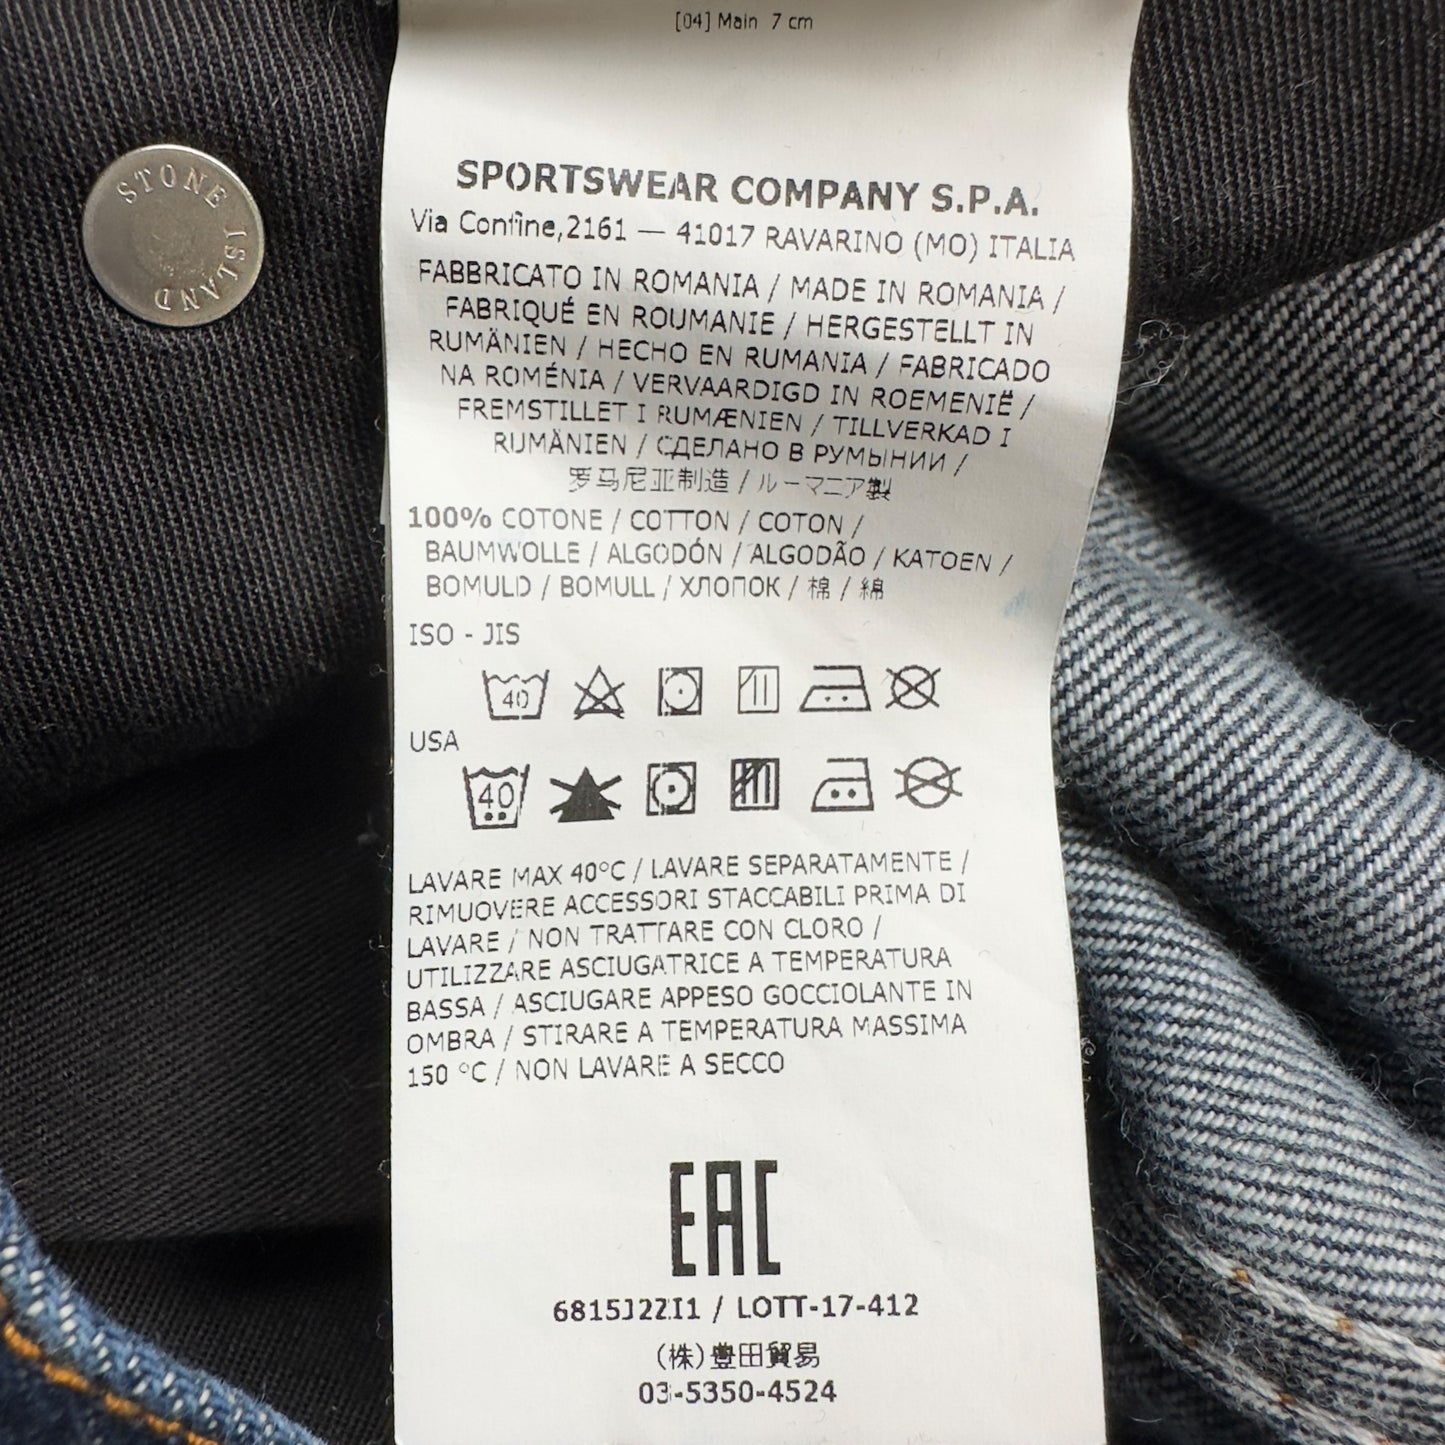 [04] Main 7 cm
STONE ISLAND
SPORTSWEAR COMPANY S.P.A.
Via Confine,2161 — 41017 RAVARINO (MO) ITALIA
FABBRICATO IN ROMANIA / MADE IN ROMANIA /
FABRIQUÉ EN ROUMANIE / HERGESTELLT IN
RUMÄNIEN / HECHO EN RUMANIA / FABRICADO
NA ROMÉNIA / VERVAARDIGD IN ROEMENIË /
FREMSTILLET I RUMÆNIEN / TILLVERKAD I
RUMÄNIEN / СДЕЛАНО В РУМЫНИИ /
罗马尼亚制造 / ルーマニア製
100% COTONE / COTTON / COTON /
BAUMWOLLE / ALGODÓN / ALGODÃO / KATOEN /
BOMULD / BOMULL / ХЛОПОК / 棉 / 綿
ISO - JIS
40
USA
40
LAVARE MAX 40°C / LAVARE SEPARATAMENTE /
RIMUOVERE ACCESSORI STACCABILI PRIMA DI
LAVARE / NON TRATTARE CON CLORO /
UTILIZZARE ASCIUGATRICE A TEMPERATURA
BASSA / ASCIUGARE APPESO GOCCIOLANTE IN
OMBRA / STIRARE A TEMPERATURA MASSIMA
150 °C / NON LAVARE A SECCO
EAC
6815J2ZI1 / LOTT-17-412
(株)豊田貿易
03-5350-4524